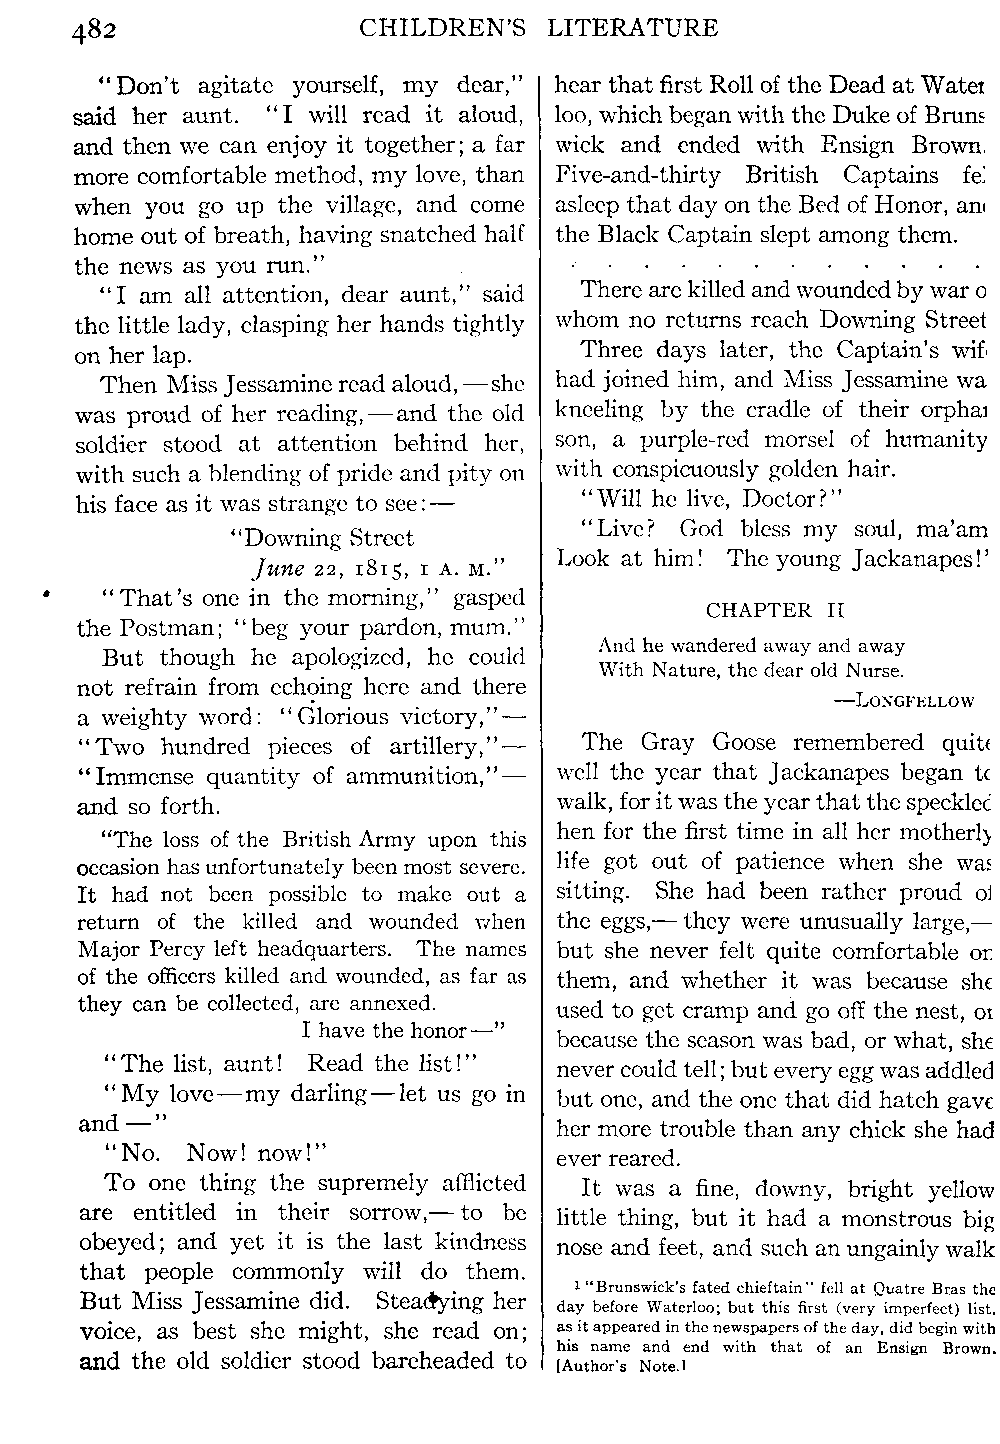 482 CHILDREN'S LITERATURE
"Don't agitate yourself, my dear,"
said her aunt. "I will read it aloud,
and then we can enjoy it together; a far
more comfortable method, my love, than
when you go up the village, and come
home out of breath, having snatched half
the news as you run."
"I am all attention, dear aunt," said
the little lady, clasping her hands tightly
on her lap.
Then Miss Jessamine read aloud,—she
was proud of her reading,—and the old
soldier stood at attention behind her,
with such a blending of pride and pity on
his face as it was strange to see:—
"Downing Street
June 22, 1815, 1 A. M."
"That's one in the morning," gasped
the Postman; "beg your pardon, mum."
But though he apologized, he could
not refrain from echoing here and there
a weighty word: "Glorious victory,"—
"Two hundred pieces of artillery,"—
"Immense quantity of ammunition,"—
and so forth.
"The loss of the British Army upon this
occasion has unfortunately been most severe.
It had not been possible to make out a
return of the killed and wounded when
Major Percy left headquarters. The names
of the officers killed and wounded, as far as
they can be collected, are annexed.
I have the honor—"
"The list, aunt! Read the list!"
"My love—my darling—let us go in
and—"
"No. Now! now!"
To one thing the supremely afflicted
are entitled in their sorrow,—to be
obeyed; and yet it is the last kindness
that people commonly will do them.
But Miss Jessamine did. Steadying her
voice, as best she might, she read on;
and the old soldier stood bareheaded to
hear that first Roll of the Dead at Water
loo, which began with the Duke of Bruns
wick and ended with Ensign Brown.
Five-and-thirty British Captains fel
asleep that day on the Bed of Honor, an
the Black Captain slept among them.
. . . . . . . . . . . .
There are killed and wounded by war o
whom no returns reach Downing Street
Three days later, the Captain's wif
had joined him, and Miss Jessamine wa
kneeling by the cradle of their orphan
son, a purple-red morsel of humanity
with conspicuously golden hair.
"Will he live, Doctor?"
"Live? God bless my soul, ma'am
Look at him! The young Jackanapes!"
CHAPTER II
And he wandered away and away
With Nature, the dear old Nurse.
—LONGFELLOW
The Gray Goose remembered quite
well the year that Jackanapes began to
walk, for it was the year that the speckled
hen for the first time in all her motherly
life got out of patience when she was
sitting. She had been rather proud of
the eggs,—they were unusually large,—
but she never felt quite comfortable on
them, and whether it was because she
used to get cramp and go off the nest, or
because the season was bad, or what, she
never could tell; but every egg was addled
but one, and the one that did hatch gave
her more trouble than any chick she had
ever reared.
It was a fine, downy, bright yellow
little thing, but it had a monstrous big
nose and feet, and such an ungainly walk
1 "Brunswick's fated chieftain" fell at Quatre Bras the
day before Waterloo; but this first (very imperfect) list,
as it appeared in the newspapers of the day, did begin with
his name and end with that of an Ensign Brown.
[Author's Note.]